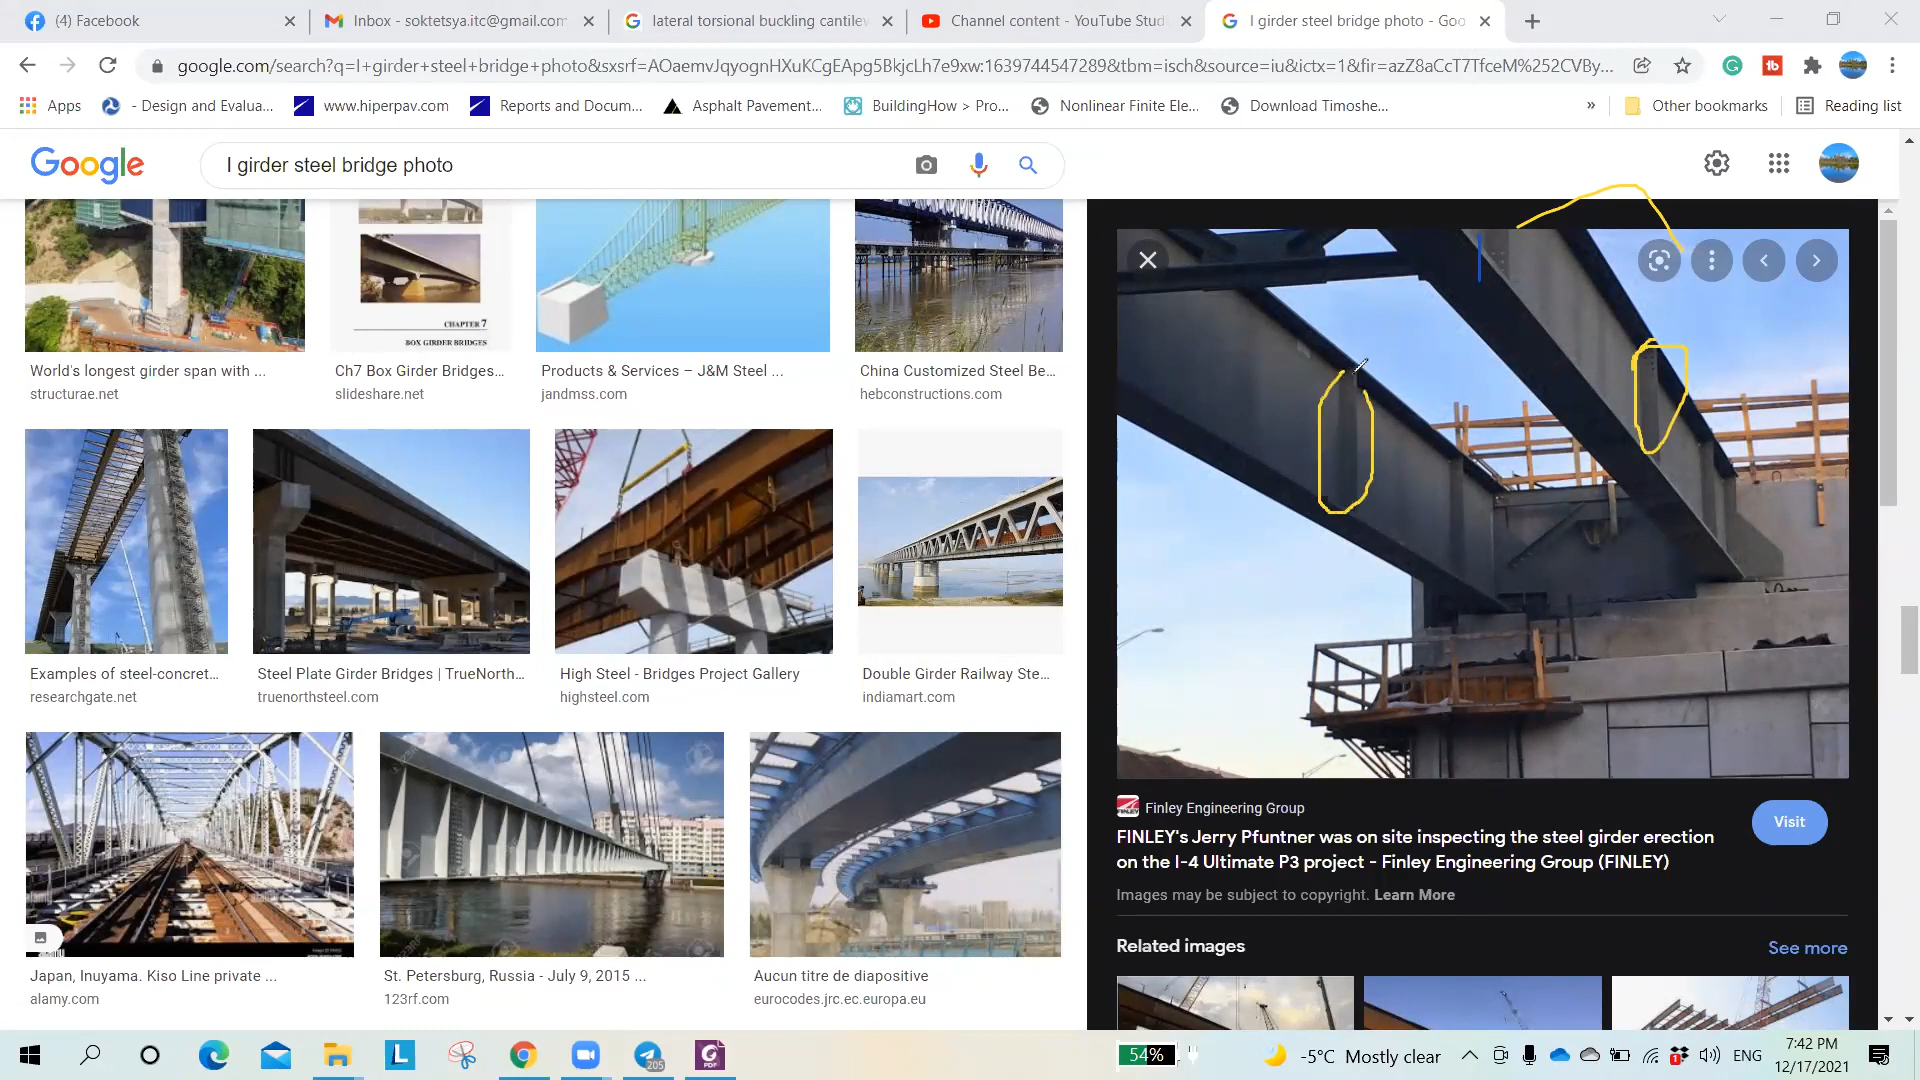 (4) Facebook
Inbox - soktetsya.itc@gmail.com
lateral torsional buckling cantilev
Channel content - YouTube Studi
I girder steel bridge photo - Goo
google.com/search?q=I+girder+steel+bridge+photo&sxsrf=AOaemvJqyognHXuKCgEApg5BkjcLh7e9xw:1639744547289&tbm=isch&source=iu&ictx=1&fir=azZ8aCcT7TfceM%252CVBy...
Apps
- Design and Evalua...
www.hiperpav.com
Reports and Docum...
Asphalt Pavement...
BuildingHow > Pro...
Nonlinear Finite Ele...
Download Timoshe...
»
Other bookmarks
Reading list
Google
I girder steel bridge photo
CHAPTER 7
BOX GIRDER BRIDGES
World's longest girder span with ...
structurae.net
Ch7 Box Girder Bridges...
slideshare.net
Products & Services – J&M Steel ...
jandmss.com
China Customized Steel Be...
hebconstructions.com
Examples of steel-concret...
researchgate.net
Steel Plate Girder Bridges | TrueNorth...
truenorthsteel.com
High Steel - Bridges Project Gallery
highsteel.com
Double Girder Railway Ste...
indiamart.com
Japan, Inuyama. Kiso Line private ...
alamy.com
St. Petersburg, Russia - July 9, 2015 ...
123rf.com
Aucun titre de diapositive
eurocodes.jrc.ec.europa.eu
Finley Engineering Group
FINLEY's Jerry Pfuntner was on site inspecting the steel girder erection
on the I-4 Ultimate P3 project - Finley Engineering Group (FINLEY)
Visit
Images may be subject to copyright. Learn More
Related images
See more
L
205
PDF
54%
-5°C Mostly clear
ENG
7:42 PM
12/17/2021